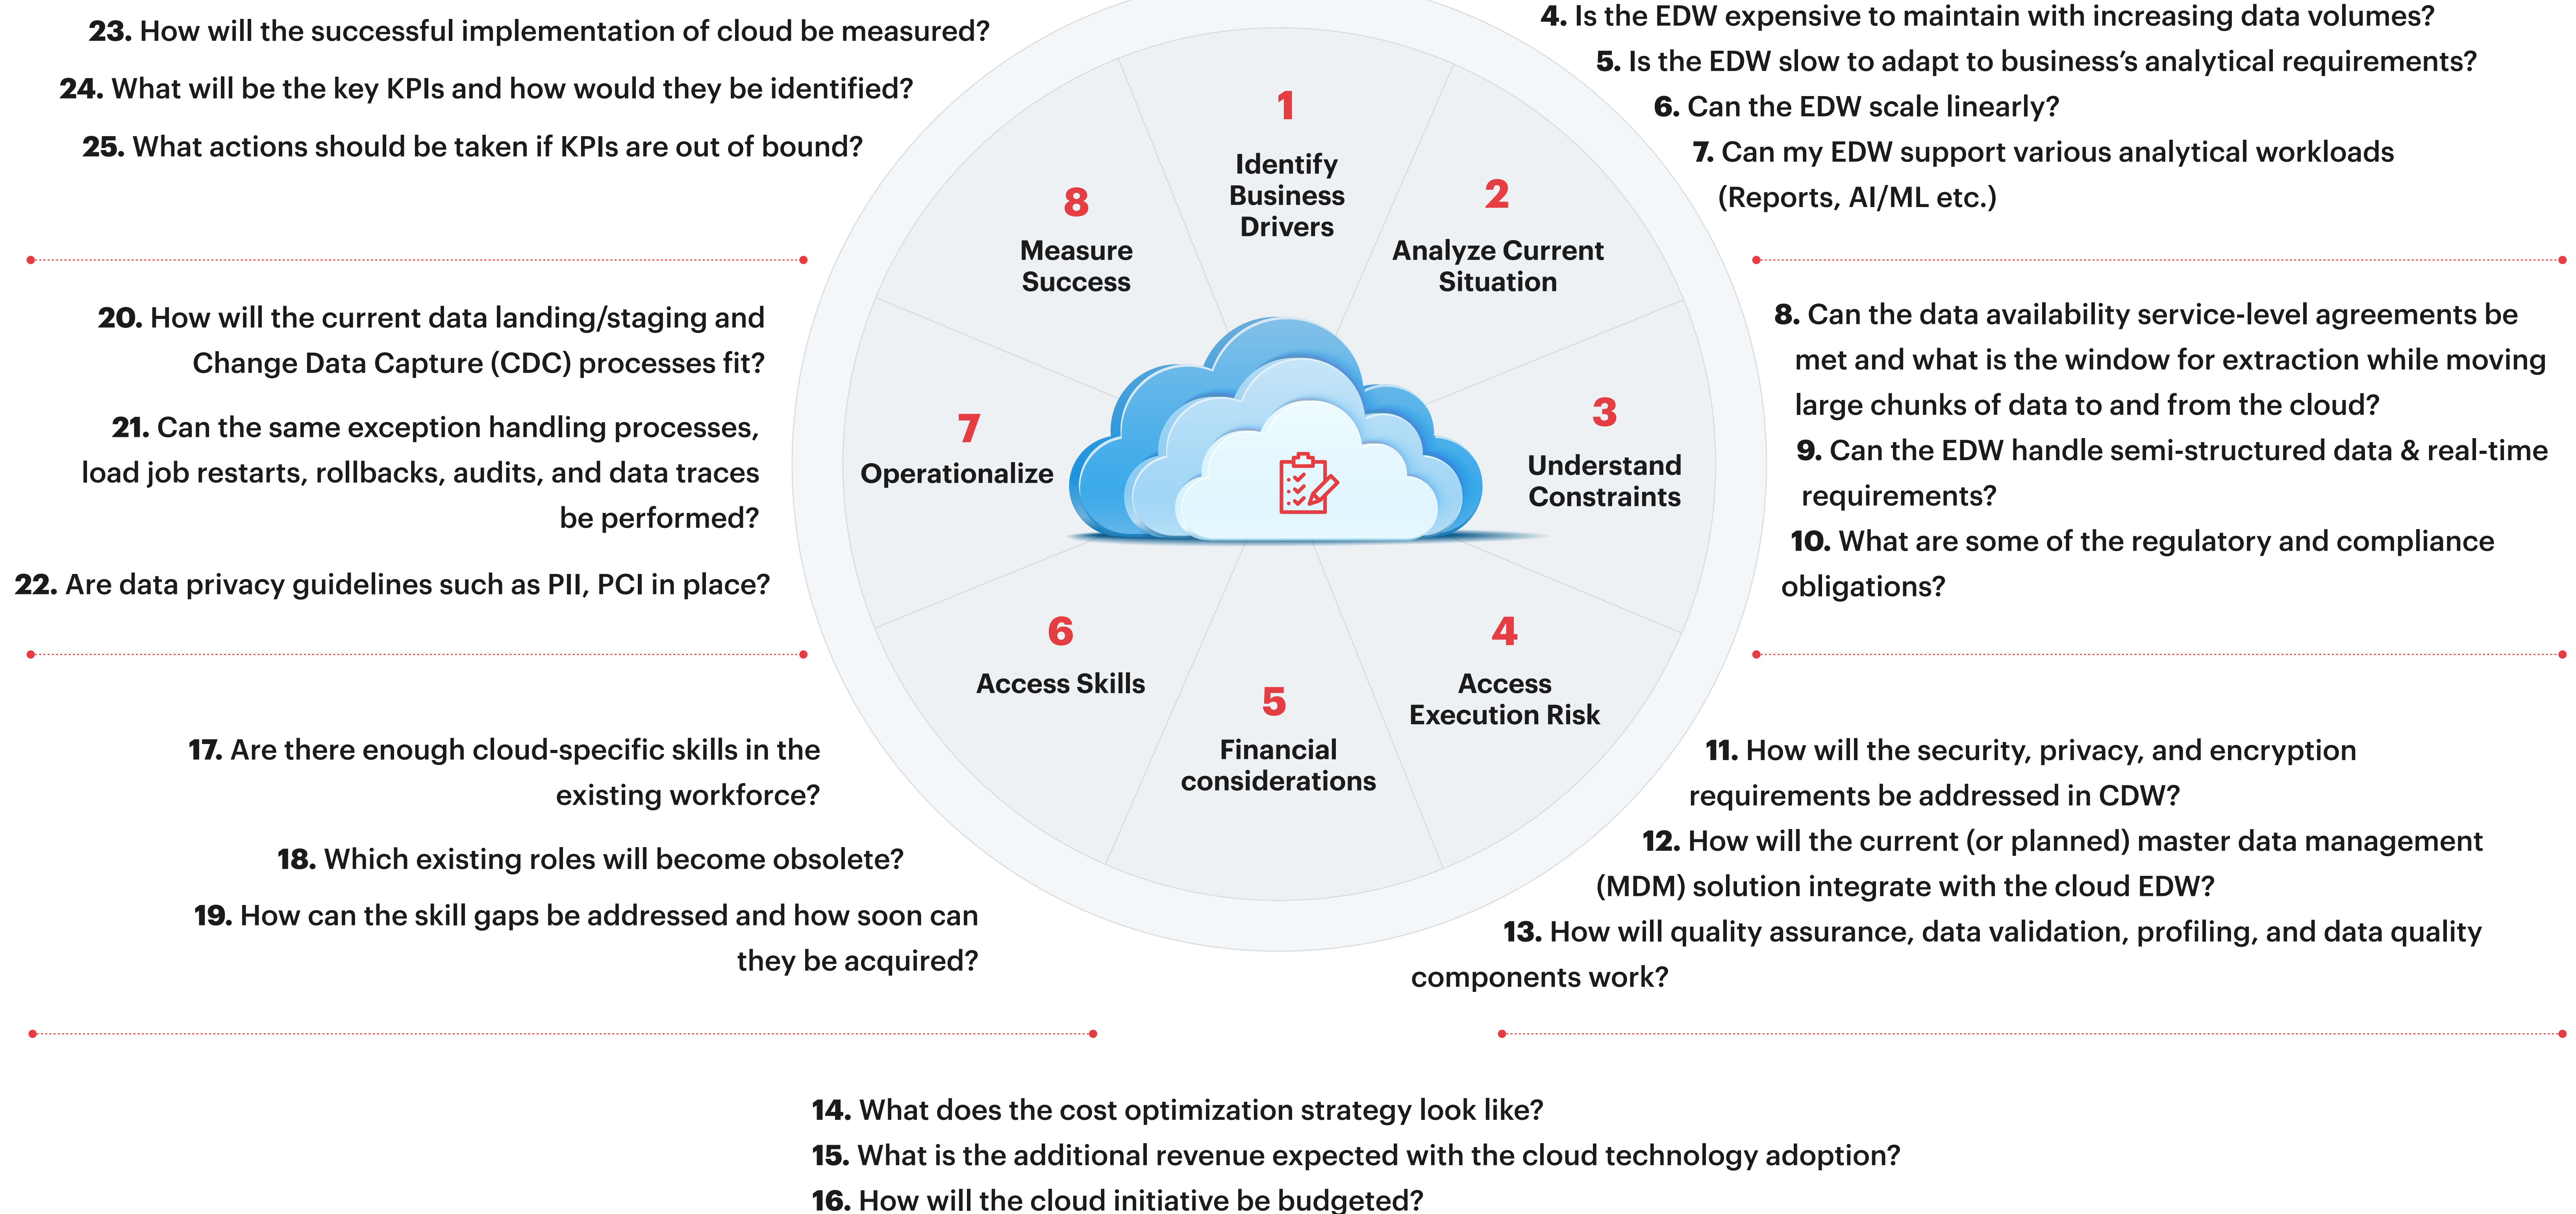 23. How will the successful implementation of cloud be measured?
24. What will be the key KPIs and how would they be identified?
25. What actions should be taken if KPIs are out of bound?
4. Is the EDW expensive to maintain with increasing data volumes?
5. Is the EDW slow to adapt to business’s analytical requirements?
6. Can the EDW scale linearly?
7. Can my EDW support various analytical workloads
(Reports, AI/ML etc.)
1
Identify
Business
Drivers
2
Analyze Current
Situation
3
Understand
Constraints
4
Access
Execution Risk
5
Financial
considerations
6
Access Skills
7
Operationalize
8
Measure
Success
20. How will the current data landing/staging and
Change Data Capture (CDC) processes fit?
21. Can the same exception handling processes,
load job restarts, rollbacks, audits, and data traces
be performed?
22. Are data privacy guidelines such as PII, PCI in place?
8. Can the data availability service-level agreements be
met and what is the window for extraction while moving
large chunks of data to and from the cloud?
9. Can the EDW handle semi-structured data & real-time
requirements?
10. What are some of the regulatory and compliance
obligations?
17. Are there enough cloud-specific skills in the
existing workforce?
18. Which existing roles will become obsolete?
19. How can the skill gaps be addressed and how soon can
they be acquired?
11. How will the security, privacy, and encryption
requirements be addressed in CDW?
12. How will the current (or planned) master data management
(MDM) solution integrate with the cloud EDW?
13. How will quality assurance, data validation, profiling, and data quality
components work?
14. What does the cost optimization strategy look like?
15. What is the additional revenue expected with the cloud technology adoption?
16. How will the cloud initiative be budgeted?